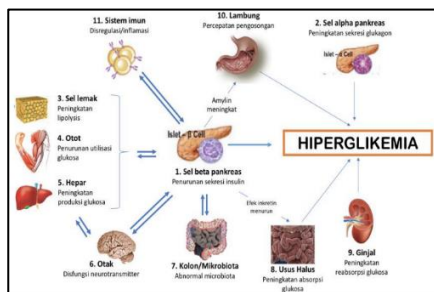 11. Sistem imun
Disregulasi/inflamasi
10. Lambung
Percepatan pengosongan
2. Sel alpha pankreas
Peningkatan sekresi glukagon
Islet – α Cell
3. Sel lemak
Peningkatan
lipolysis
Amylin
meningkat
Islet – β Cell
4. Otot
Penurunan utilisasi
glukosa
HIPERGLIKEMIA
1. Sel beta pankreas
Penurunan sekresi insulin
5. Hepar
Peningkatan
produksi glukosa
Efek inkretin
menurun
6. Otak
Disfungsi neurotransmitter
7. Kolon/Mikrobiota
Abnormal microbiota
8. Usus Halus
Peningkatan absorpsi
glukosa
9. Ginjal
Peningkatan
reabsorpsi glukosa